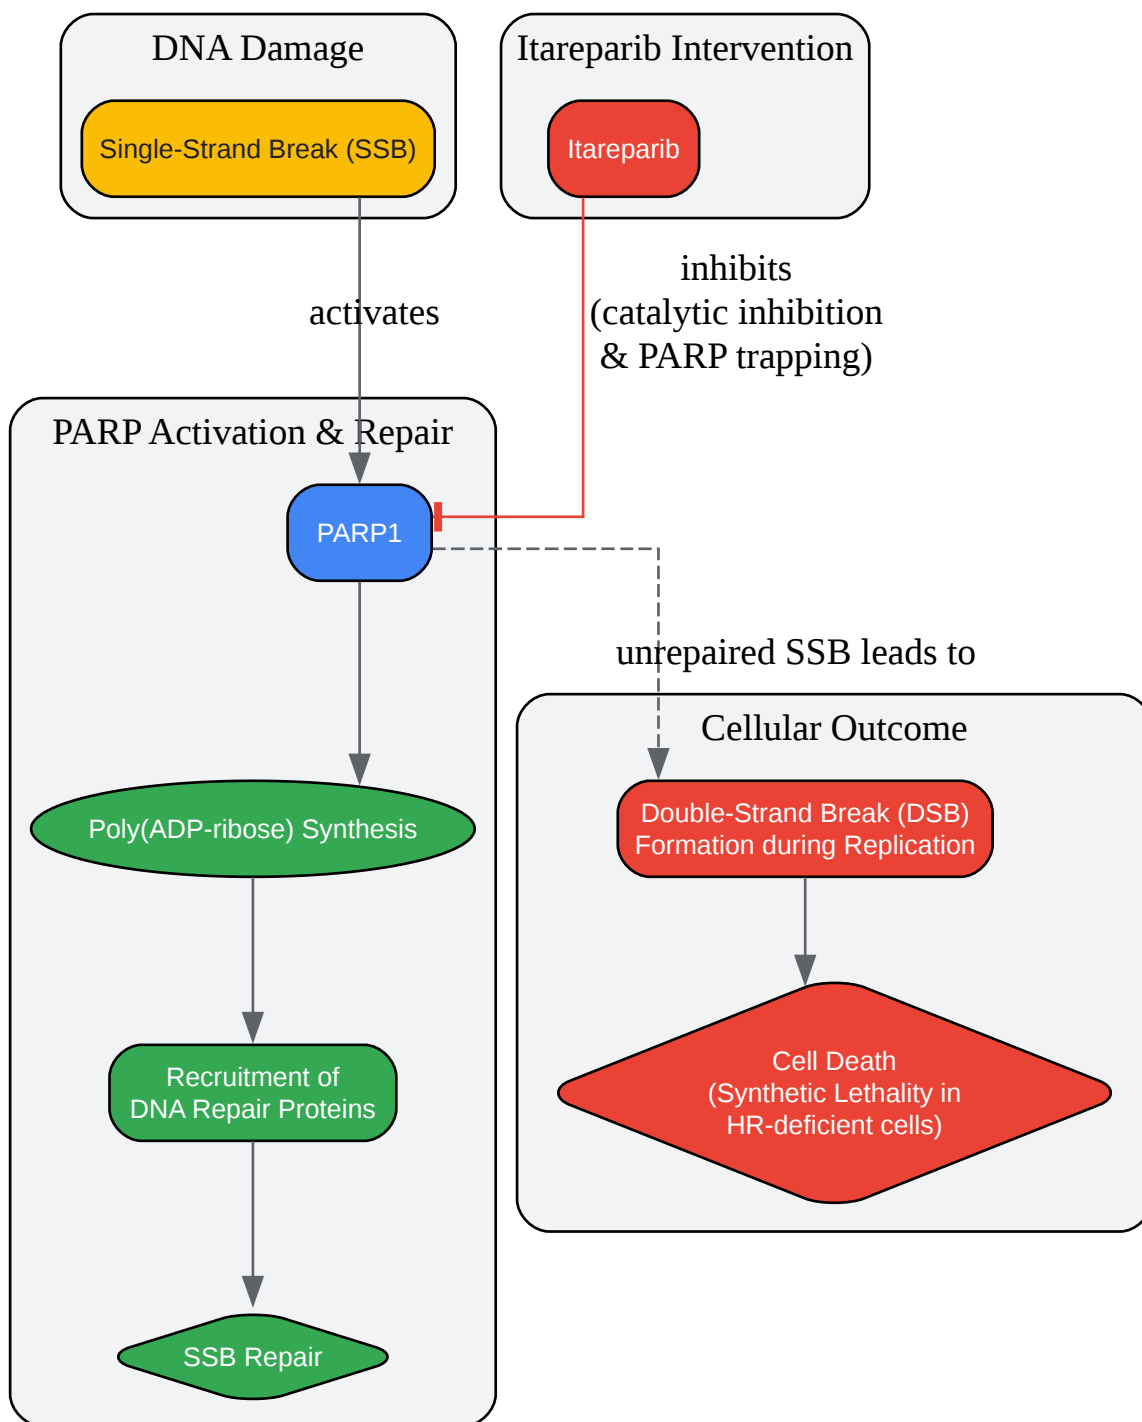 DNA Damage
Single-Strand Break (SSB)
Itareparib Intervention
Itareparib
activates
inhibits
(catalytic inhibition
& PARP trapping)
PARP Activation & Repair
PARP1
unrepaired SSB leads to
Cellular Outcome
Double-Strand Break (DSB)
Formation during Replication
Poly(ADP-ribose) Synthesis
Recruitment of
DNA Repair Proteins
Cell Death
(Synthetic Lethality in
HR-deficient cells)
SSB Repair